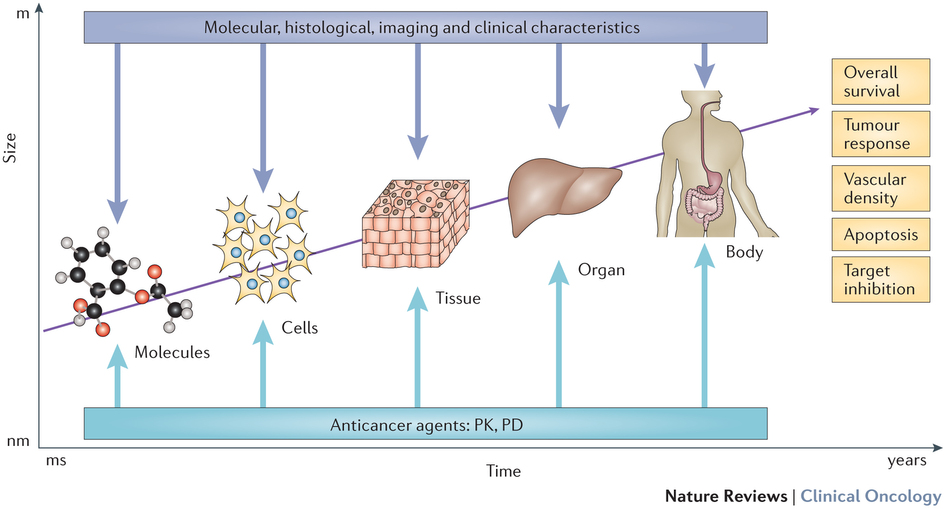 m
Molecular, histological, imaging and clinical characteristics
Size
Overall
survival
Tumour
response
Vascular
density
Apoptosis
Target
inhibition
Body
Organ
Tissue
Cells
Molecules
Anticancer agents: PK, PD
nm
ms
Time
years
Nature Reviews | Clinical Oncology